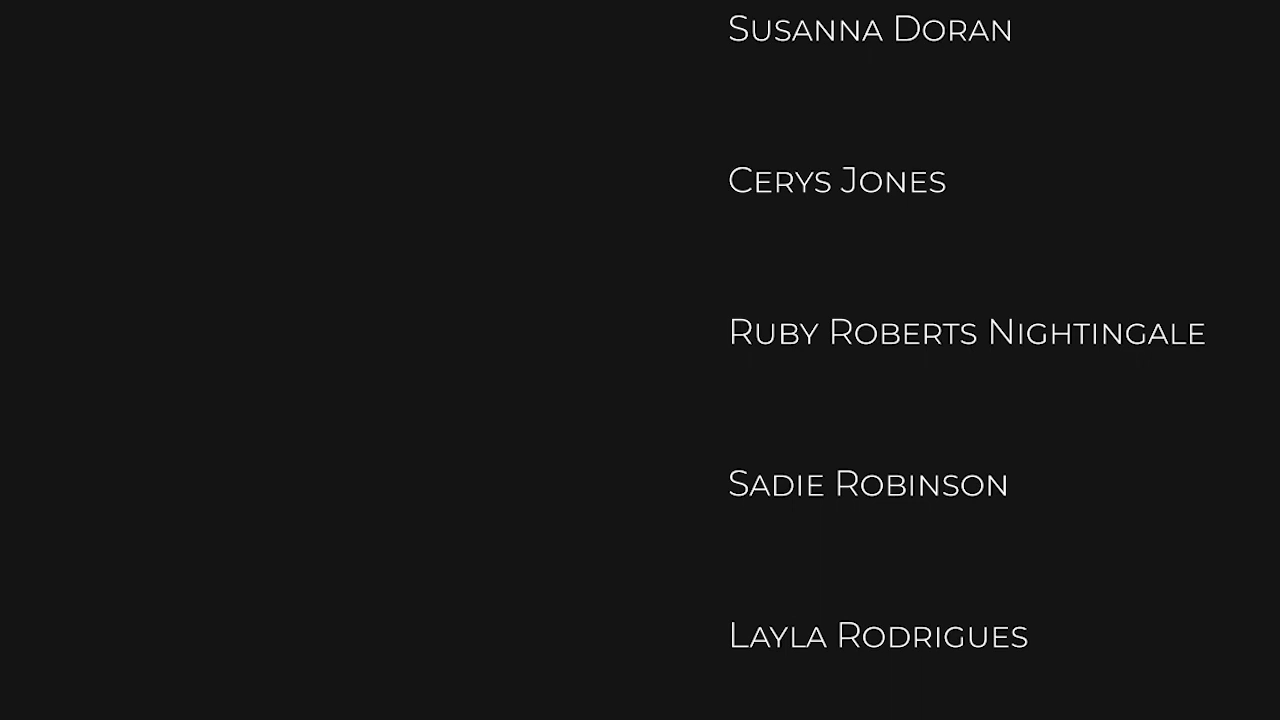 Susanna Doran
Cerys Jones
Ruby Roberts Nightingale
Sadie Robinson
Layla Rodrigues